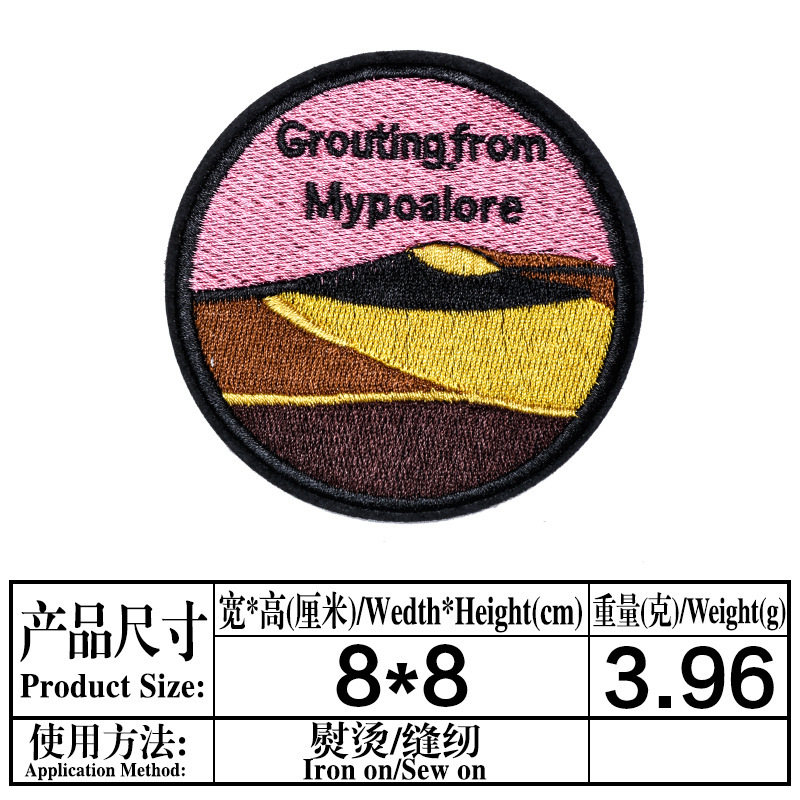 Grouting from
Mypoalore
产品尺寸
Product Size:
宽*高(厘米)/Wedth*Height(cm)
重量(克)/Weight(g)
8*8
3.96
使用方法:
Application Method:
熨烫/缝纫
Iron on/Sew on